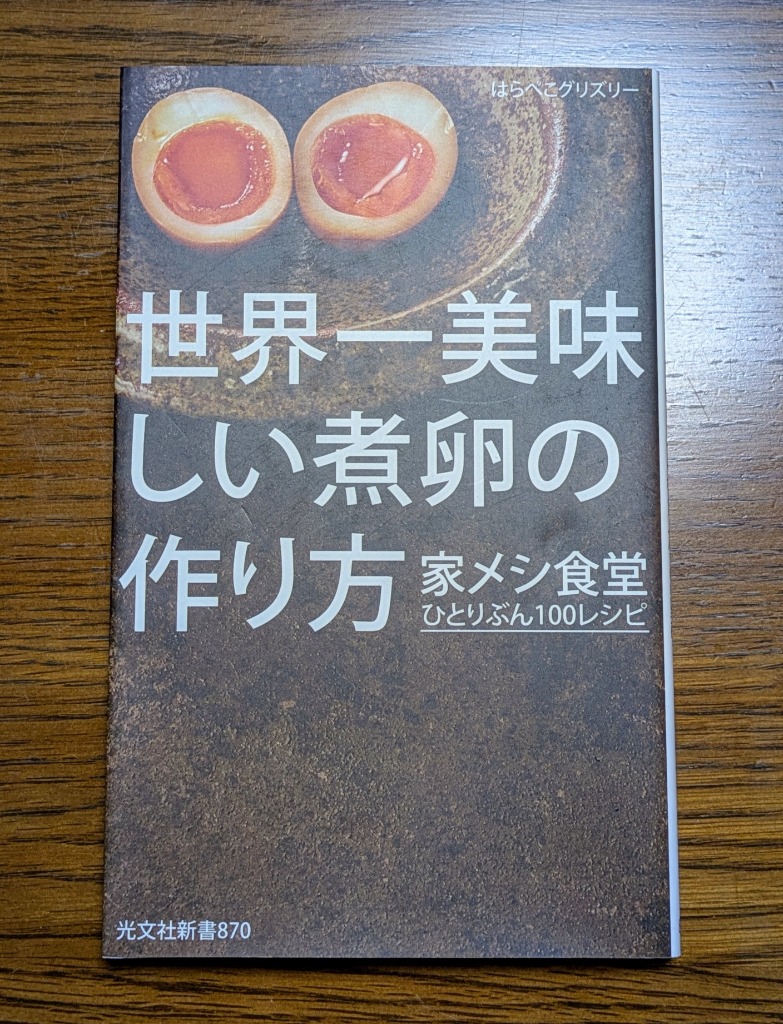 はらぺこグリズリー
世界一美味
しい煮卵の
作り方
家メシ食堂
ひとりぶん100レシピ
光文社新書870